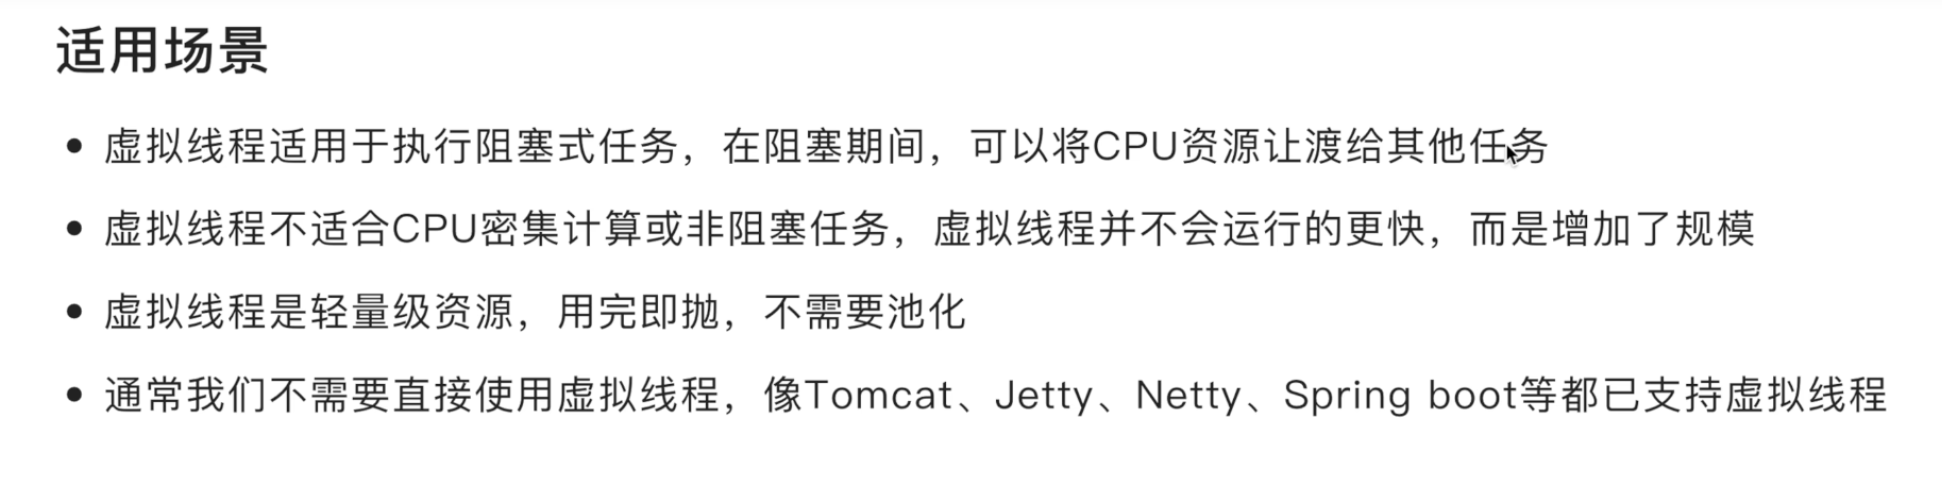 适用场景
虚拟线程适用于执行阻塞式任务，在阻塞期间，可以将CPU资源让渡给其他任务
虚拟线程不适合CPU密集计算或非阻塞任务，虚拟线程并不会运行的更快，而是增加了规模
虚拟线程是轻量级资源，用完即抛，不需要池化
通常我们不需要直接使用虚拟线程，像Tomcat、Jetty、Netty、Spring boot等都已支持虚拟线程